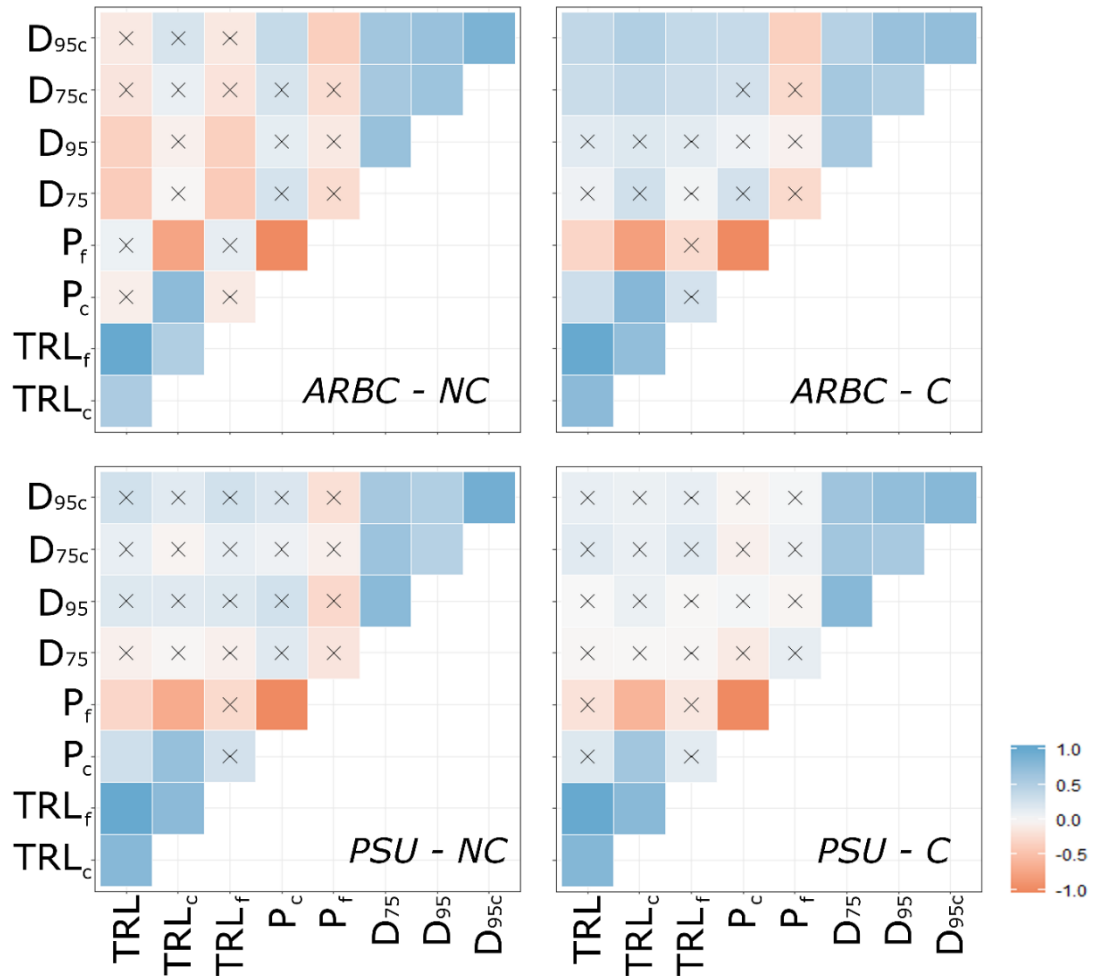 D95c
D75c
D95
D75
Pf
Pc
TRLf
TRLc
ARBC - NC
ARBC - C
D95c
D75c
D95
D75
Pf
Pc
TRLf
TRLc
PSU - NC
PSU - C
1.0
0.5
0.0
-0.5
-1.0
TRL
TRLc
TRLf
Pc
Pf
D75
D95
D95c
TRL
TRLc
TRLf
Pc
Pf
D75
D95
D95c